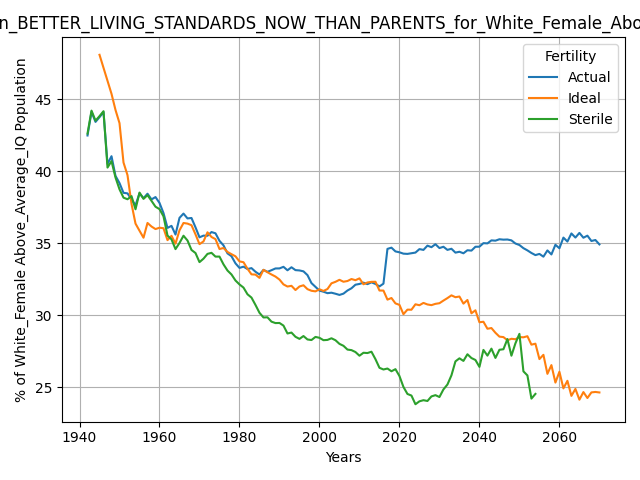 n_BETTER_LIVING_STANDARDS_NOW_THAN_PARENTS_for_White_Female_Abo
Fertility
Actual
Ideal
Sterile
% of White_Female Above_Average_IQ Population
45
40
35
30
25
1940 1960 1980 2000 2020 2040 2060
Years